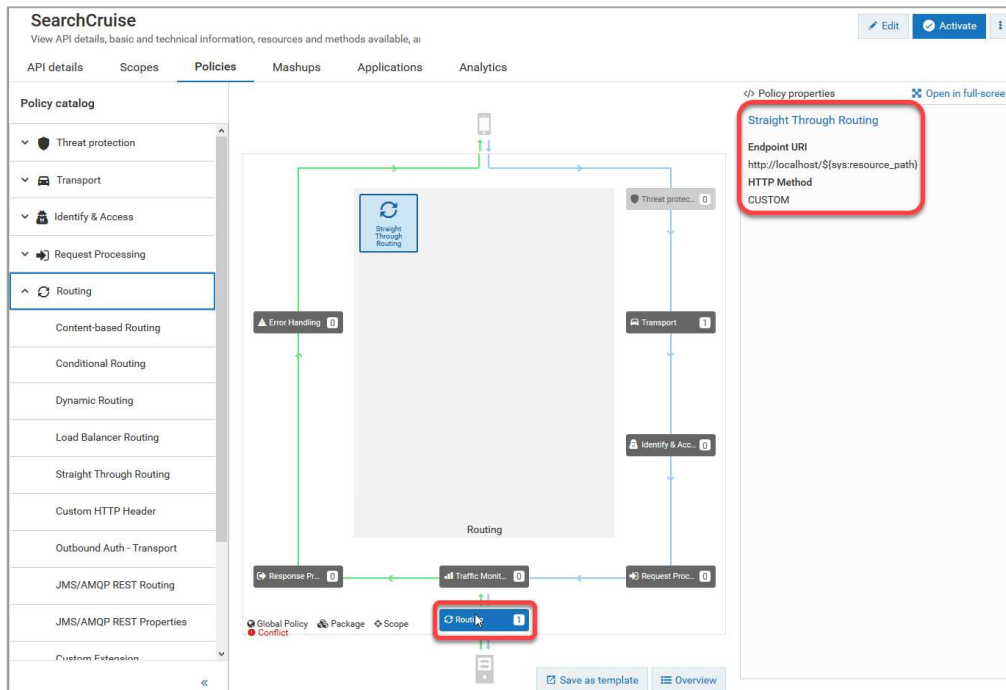 SearchCruise
View API details, basic and technical information, resources and methods available, a
Edit
Activate
API details
Scopes
Policies
Mashups
Applications
Analytics
Policy catalog
Threat protection
Transport
Identify & Access
Request Processing
Routing
Content-based Routing
Conditional Routing
Dynamic Routing
Load Balancer Routing
Straight Through Routing
Custom HTTP Header
Outbound Auth - Transport
JMS/AMQP REST Routing
JMS/AMQP REST Properties
Custom Extension
«
Straight
Through
Routing
Threat protec... 0
Error Handling 0
Transport 1
Identify & Acc... 0
Routing
Response Pr... 0
Traffic Monit... 0
Request Proc... 0
Global Policy
Package
Scope
Conflict
1
Save as template
Overview
</> Policy properties
Open in full-scree
Straight Through Routing
Endpoint URI
http://localhost/${sys:resource_path}
HTTP Method
CUSTOM